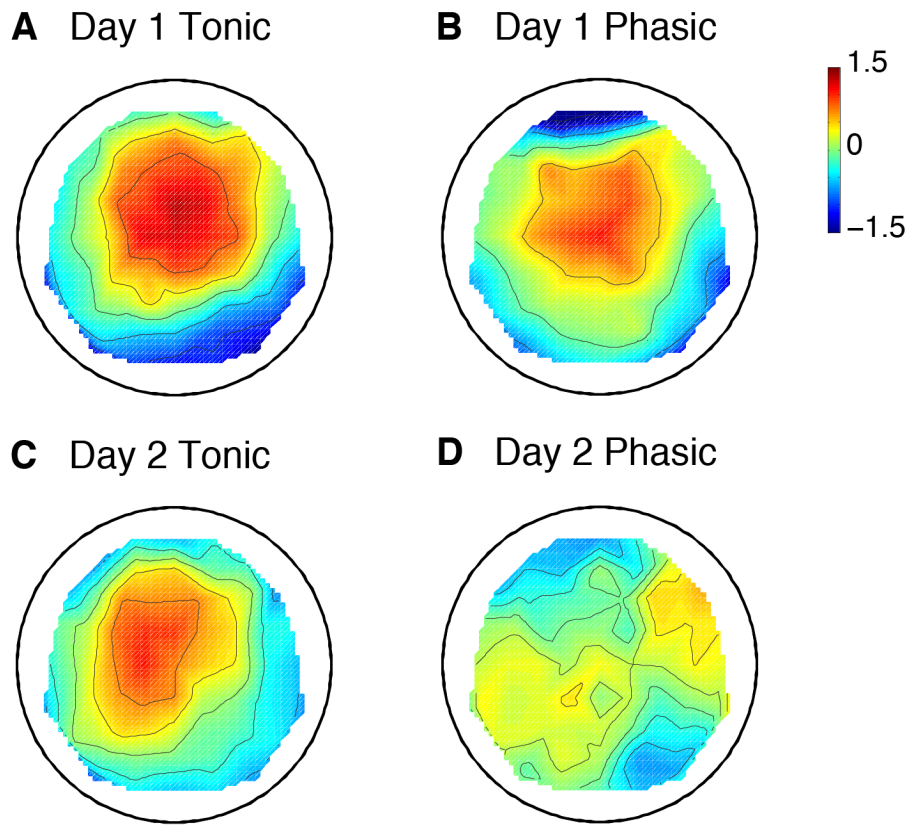 A Day 1 Tonic
B Day 1 Phasic
1.5
0
−1.5
C Day 2 Tonic
D Day 2 Phasic